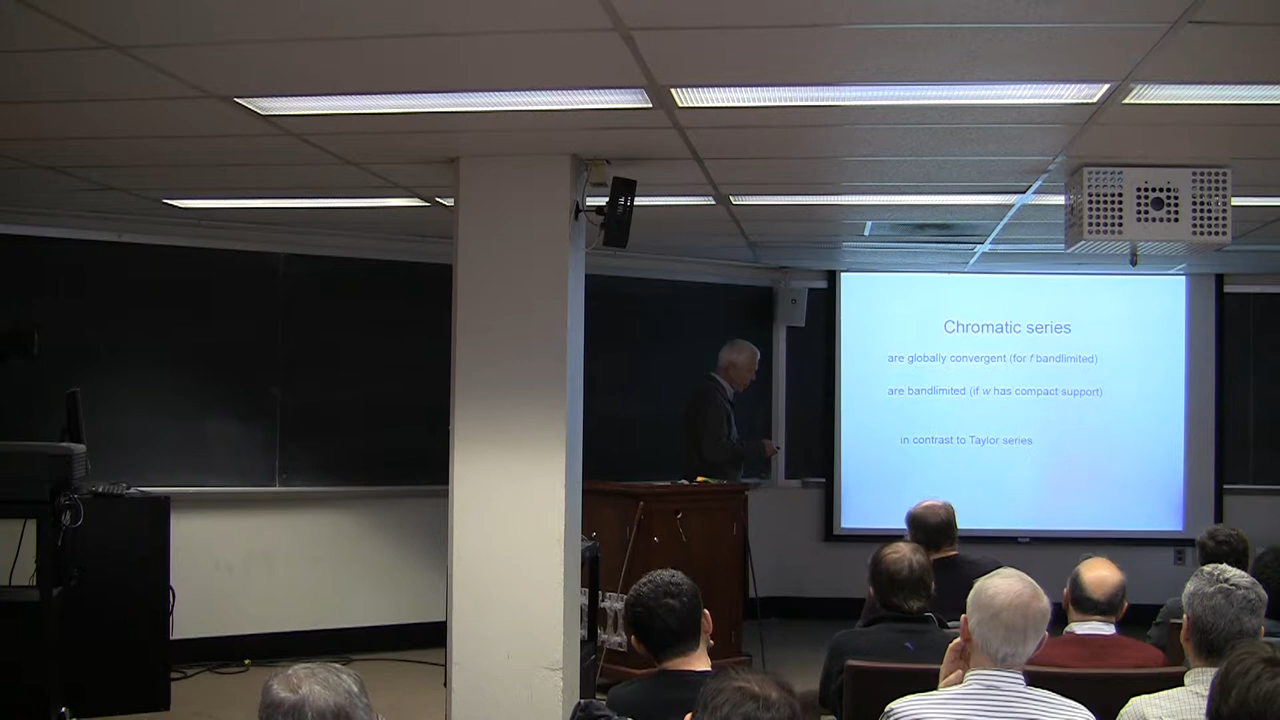 Chromatic series
are globally convergent (for f bandlimited)
are bandlimited (if w has compact support)
in contrast to Taylor series